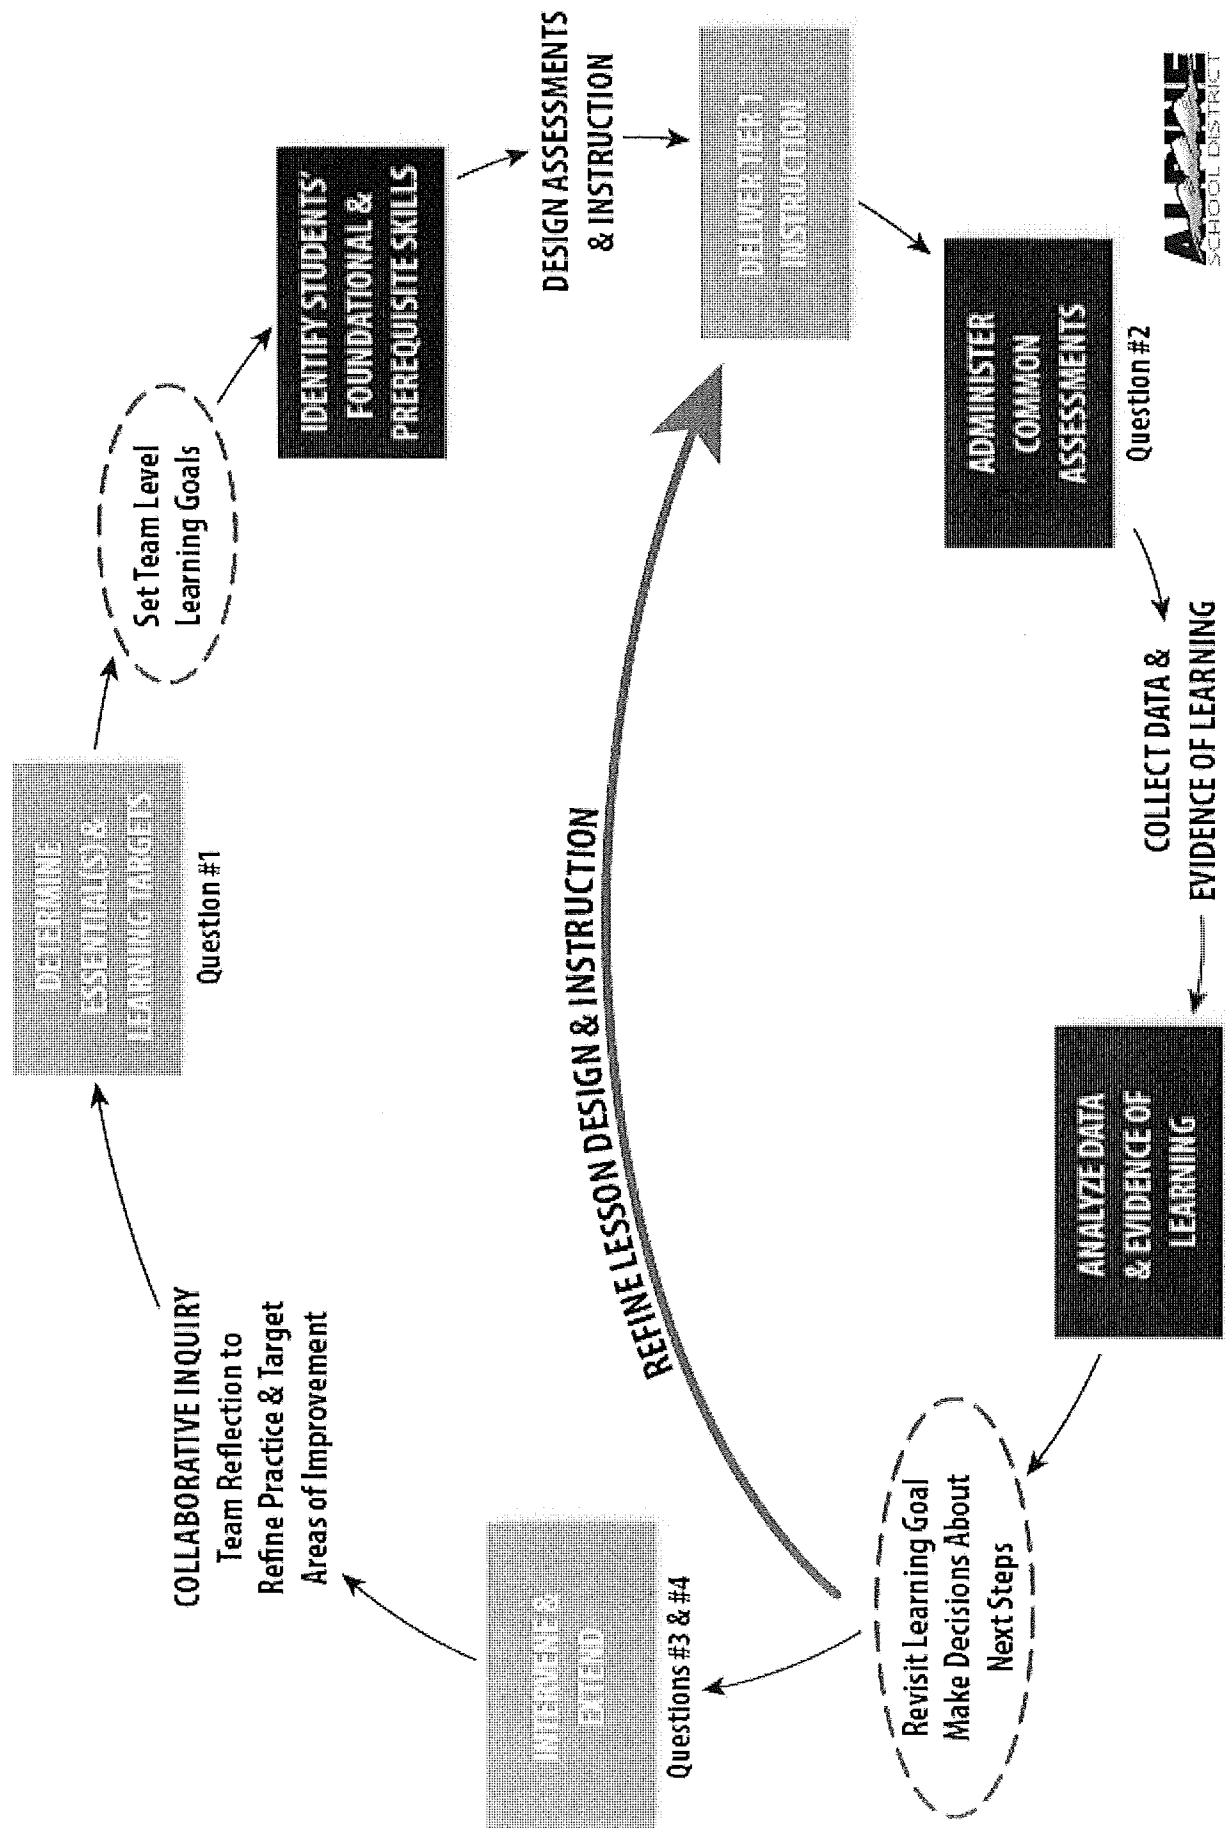 DETERMINE
ESSENTIAL(S) &
LEARNING TARGETS
Question #1
Set Team Level
Learning Goals
IDENTIFY STUDENTS'
FOUNDATIONAL &
PREREQUISITE SKILLS
DESIGN ASSESSMENTS
& INSTRUCTION
DELIVER TIER 1
INSTRUCTION
ADMINISTER
COMMON
ASSESSMENTS
Question #2
COLLECT DATA &
EVIDENCE OF LEARNING
ANALYZE DATA
& EVIDENCE OF
LEARNING
Revisit Learning Goal
Make Decisions About
Next Steps
REFINE LESSON DESIGN & INSTRUCTION
INTERVENE &
EXTEND
Questions #3 & #4
COLLABORATIVE INQUIRY
Team Reflection to
Refine Practice & Target
Areas of Improvement
ALPINE
SCHOOL DISTRICT